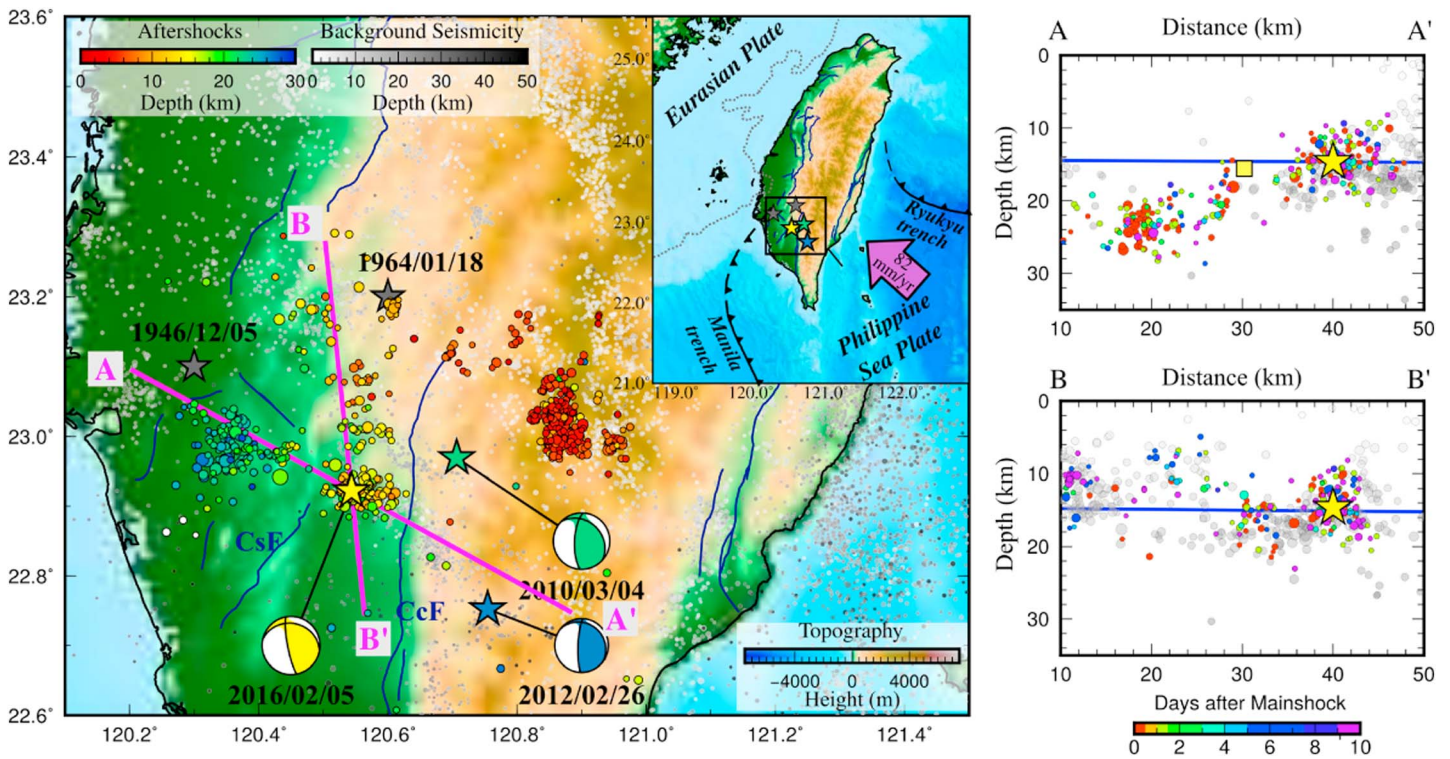 23.6°
23.4°
23.2°
23.0°
22.8°
22.6°
120.2°
120.4°
120.6°
120.8°
121.0°
121.2°
121.4°
Aftershocks
0 10 20 30
Depth (km)
Background Seismicity
0 10 20 30 40 50
Depth (km)
B
1964/01/18
1946/12/05
A
CsF
CcF
B'
A'
2016/02/05
2010/03/04
2012/02/26
Topography
−4000 0 4000
Height (m)
25.0°
24.0°
23.0°
22.0°
21.0°
119.0°
120.0°
121.0°
122.0°
Eurasian Plate
Ryukyu
trench
82
mm/yr
Manila
trench
Philippine
Sea Plate
Distance (km)
A A'
Depth (km)
0
10
20
30
10 20 30 40 50
Distance (km)
B B'
Depth (km)
0
10
20
30
10 20 30 40 50
Days after Mainshock
0 2 4 6 8 10